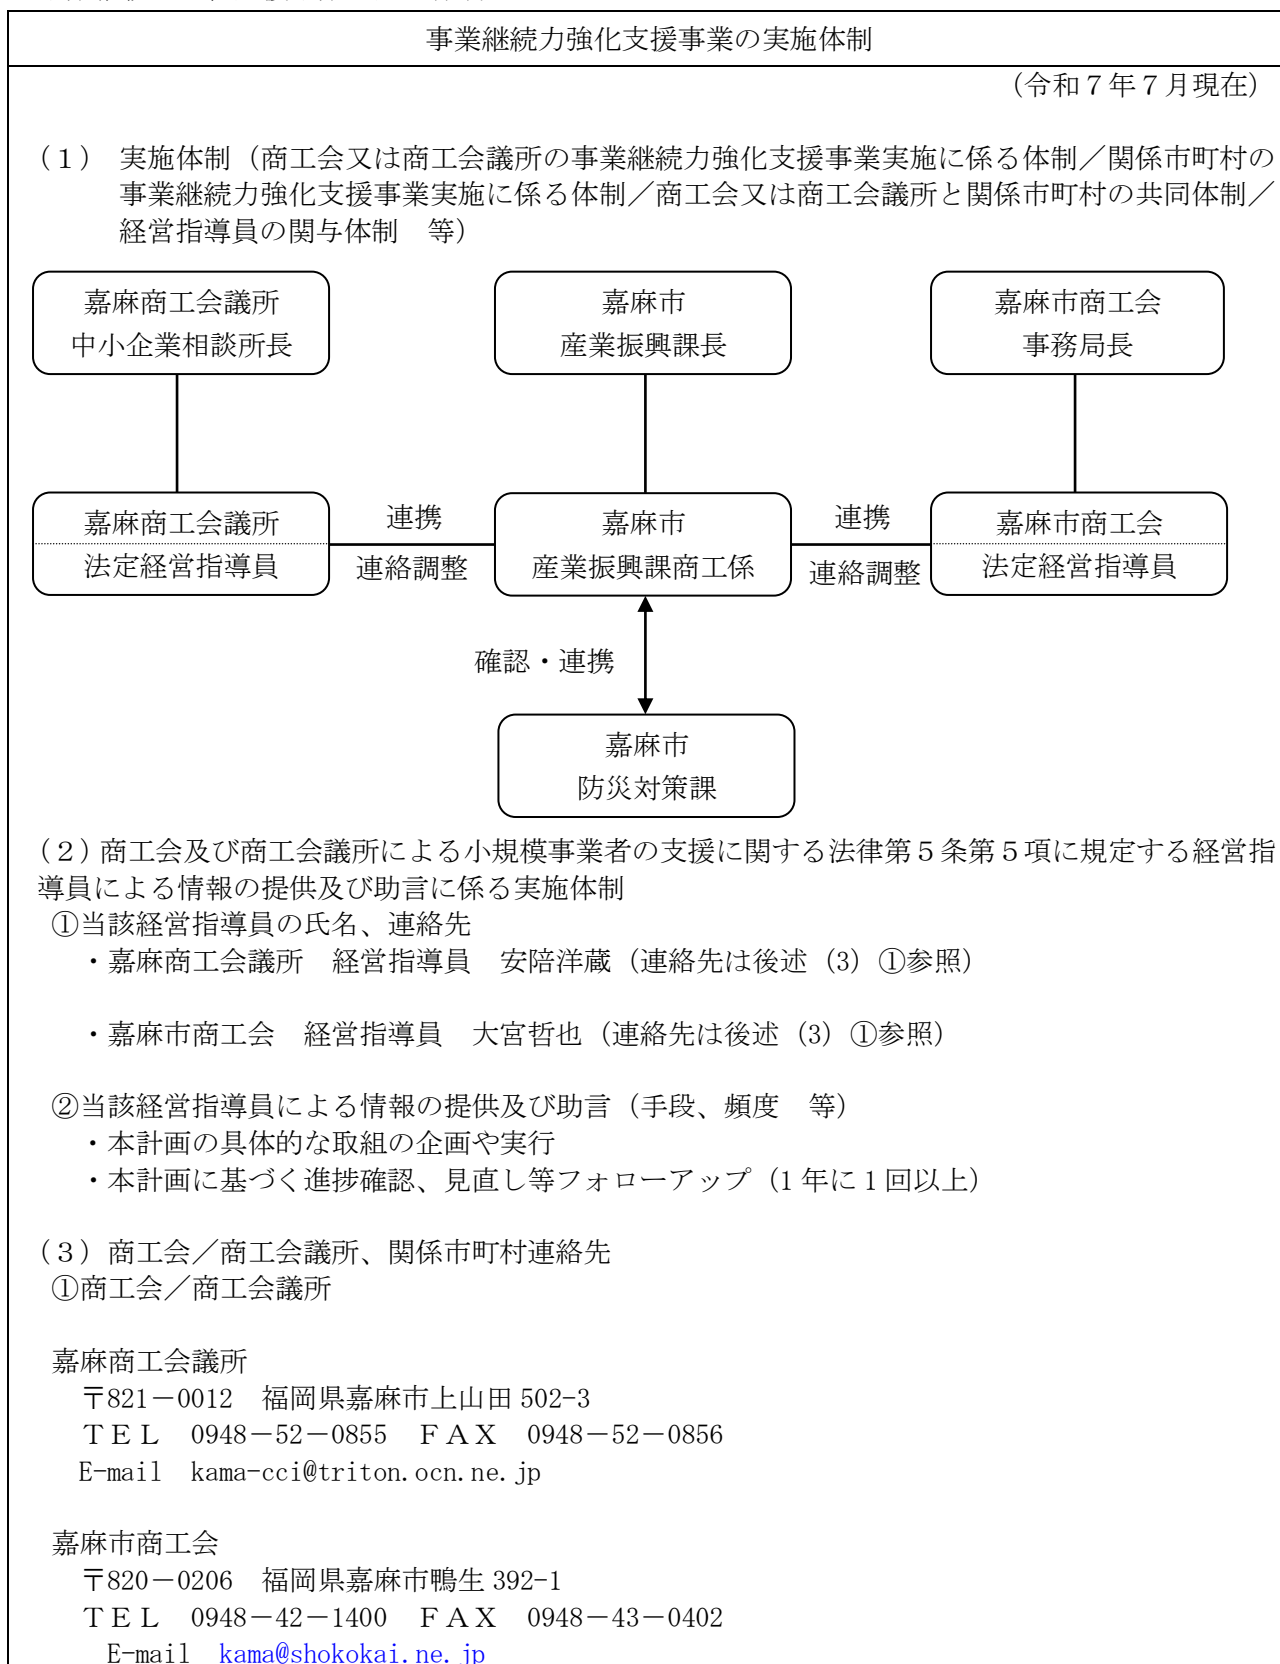 事業継続力強化支援事業の実施体制
（令和７年７月現在）
（１）　実施体制（商工会又は商工会議所の事業継続力強化支援事業実施に係る体制／関係市町村の
事業継続力強化支援事業実施に係る体制／商工会又は商工会議所と関係市町村の共同体制／
経営指導員の関与体制　等）
嘉麻商工会議所
中小企業相談所長
嘉麻市
産業振興課長
嘉麻市商工会
事務局長
嘉麻商工会議所
法定経営指導員
連携
連絡調整
嘉麻市
産業振興課商工係
連携
連絡調整
嘉麻市商工会
法定経営指導員
確認・連携
嘉麻市
防災対策課
（２）商工会及び商工会議所による小規模事業者の支援に関する法律第５条第５項に規定する経営指
導員による情報の提供及び助言に係る実施体制
①当該経営指導員の氏名、連絡先
・嘉麻商工会議所　経営指導員　安陪洋蔵（連絡先は後述（3）①参照）
・嘉麻市商工会　経営指導員　大宮哲也（連絡先は後述（3）①参照）
②当該経営指導員による情報の提供及び助言（手段、頻度　等）
・本計画の具体的な取組の企画や実行
・本計画に基づく進捗確認、見直し等フォローアップ（1 年に 1 回以上）
（３）商工会／商工会議所、関係市町村連絡先
①商工会／商工会議所
嘉麻商工会議所
〒821－0012　福岡県嘉麻市上山田 502-3
ＴＥＬ　0948－52－0855　ＦＡＸ　0948－52－0856
E-mail　kama-cci@triton.ocn.ne.jp
嘉麻市商工会
〒820－0206　福岡県嘉麻市鴨生 392-1
ＴＥＬ　0948－42－1400　ＦＡＸ　0948－43－0402
E-mail　kama@shokokai.ne.jp